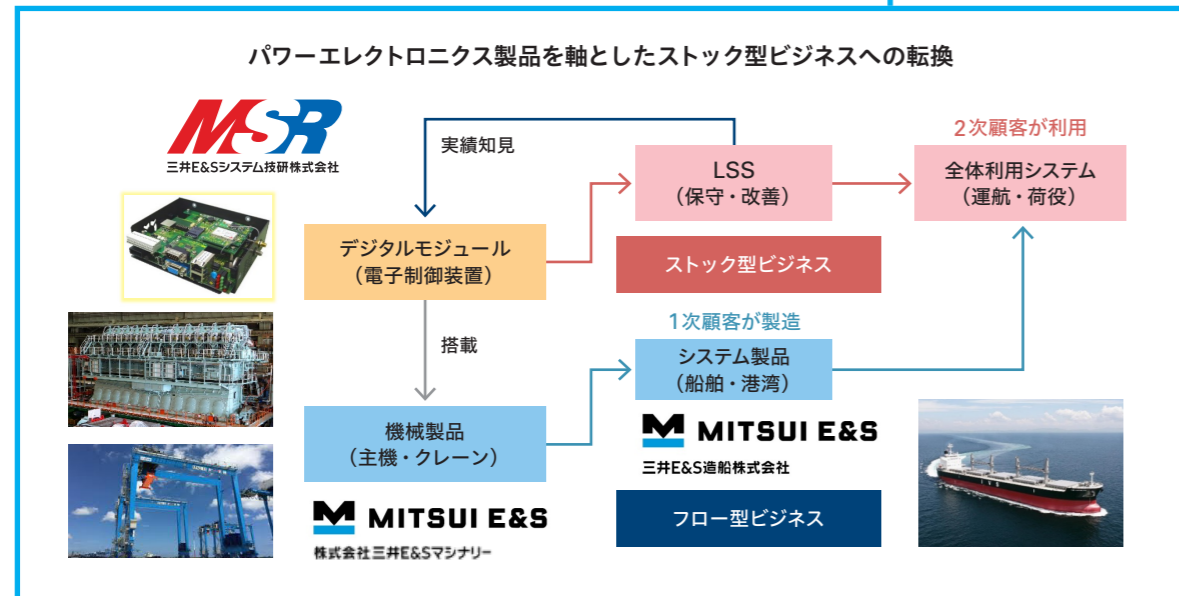 パワーエレクトロニクス製品を軸としたストック型ビジネスへの転換
MSR
三井E&Sシステム技研株式会社
実績知見
2次顧客が利用
LSS
（保守・改善）
全体利用システム
（運航・荷役）
デジタルモジュール
（電子制御装置）
ストック型ビジネス
搭載
1次顧客が製造
システム製品
（船舶・港湾）
機械製品
（主機・クレーン）
MITSUI E&S
三井E&S造船株式会社
MITSUI E&S
株式会社三井E&Sマシナリー
フロー型ビジネス